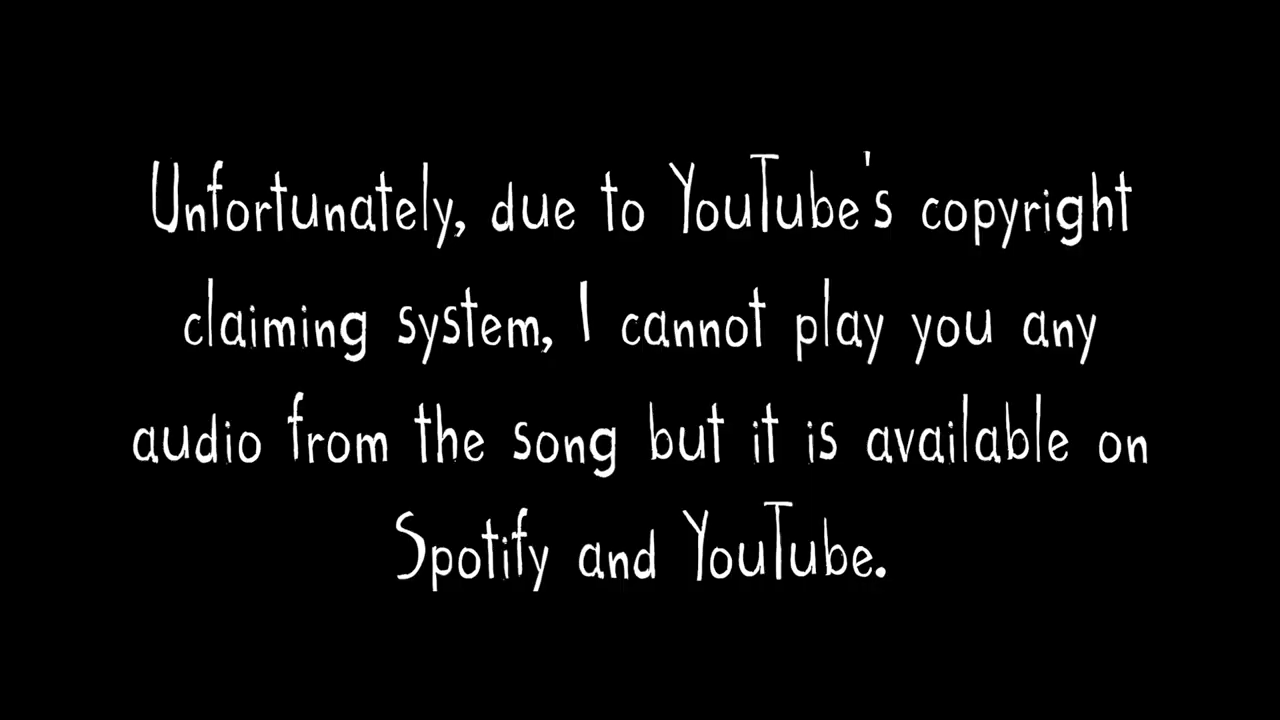 Unfortunately, due to YouTube's copyright
claiming system, I cannot play you any
audio from the song but it is available on
Spotify and YouTube.